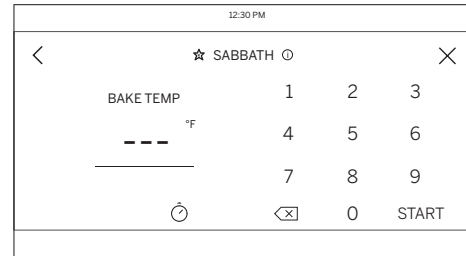 12:30 PM
SABBATH
BAKE TEMP
--- °F
1 2 3
4 5 6
7 8 9
0 START